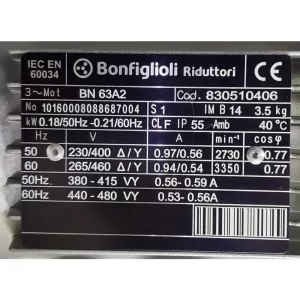 IEC EN 60034 Bonfiglioli Riduttori CE
3~Mot BN 63A2 Cod. 830510406
No 10160008088687004 S1 IM B14 3.5 kg
kW 0.18/50Hz -0.21/60Hz CL F IP 55 Amb 40 °C
Hz V A min-1 cosφ
50 230/400 Δ/Y 0.97/0.56 2730 0.77
60 265/460 Δ/Y 0.94/0.54 3350 0.77
50Hz 380 - 415 VY 0.56- 0.59 A
60Hz 440 - 480 VY 0.53- 0.56A